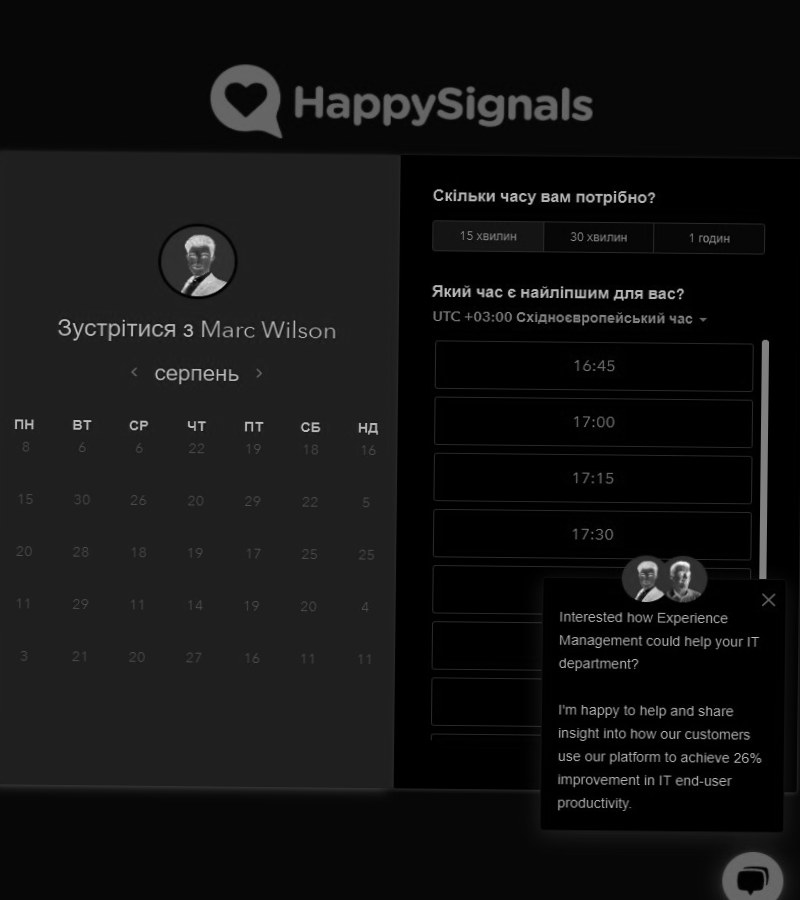 HappySignals
Зустрітися з Marc Wilson
серпень
ПН ВТ СР ЧТ ПТ СБ НД
8 6 6 22 19 18 16
15 30 26 20 29 22 5
20 28 18 19 17 25 25
11 29 11 14 19 20 4
3 21 20 27 16 11 11
Скільки часу вам потрібно?
15 хвилин 30 хвилин 1 годин
Який час є найліпшим для вас?
UTC +03:00 Східноєвропейський час
16:45
17:00
17:15
17:30
Interested how Experience
Management could help your IT
department?
I'm happy to help and share
insight into how our customers
use our platform to achieve 26%
improvement in IT end-user
productivity.